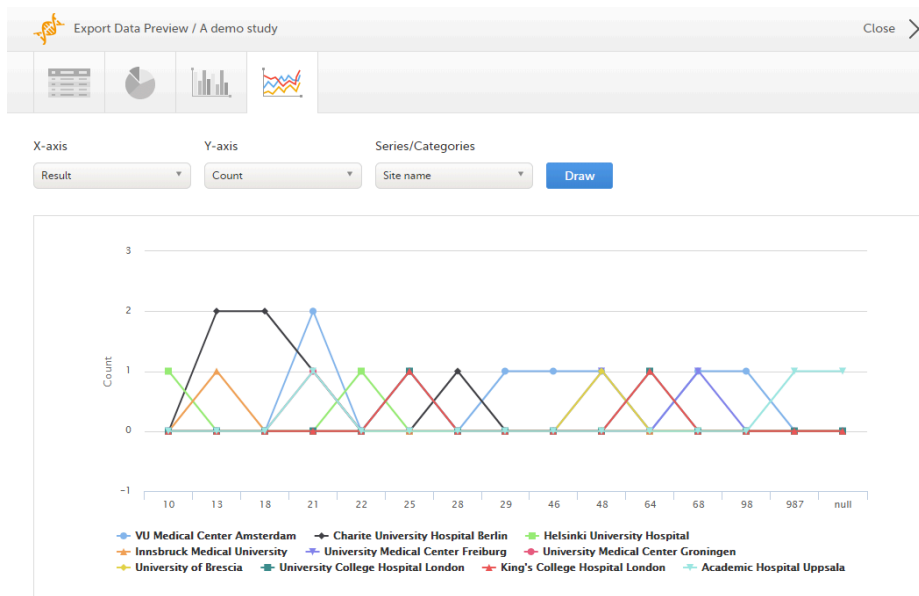 Export Data Preview / A demo study Close
X-axis Y-axis Series/Categories
Result Count Site name Draw
3
2
1
0
-1
Count
10 13 18 21 22 25 28 29 46 48 64 68 98 987 null
VU Medical Center Amsterdam Charite University Hospital Berlin Helsinki University Hospital
Innsbruck Medical University University Medical Center Freiburg University Medical Center Groningen
University of Brescia University College Hospital London King's College Hospital London Academic Hospital Uppsala